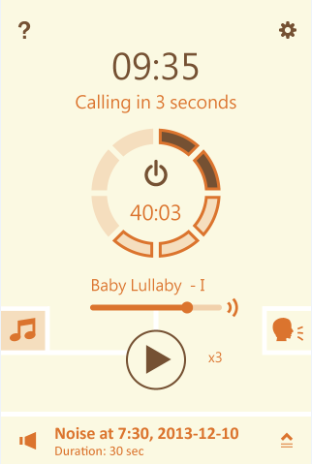 ?
09:35
Calling in 3 seconds
40:03
Baby Lullaby - I
x3
Noise at 7:30, 2013-12-10
Duration: 30 sec